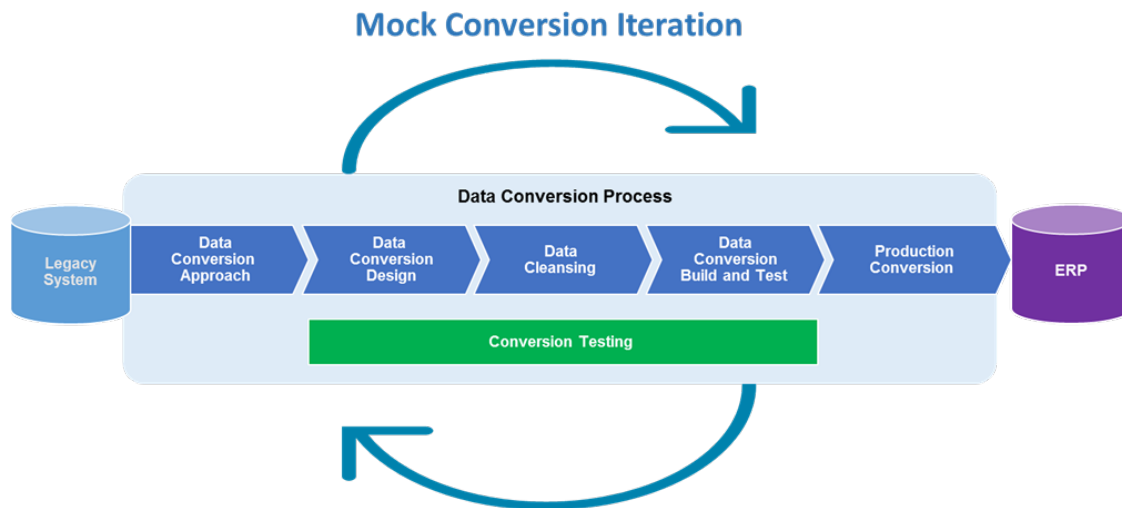 Mock Conversion Iteration
Data Conversion Process
Legacy
System
Data
Conversion
Approach
Data
Conversion
Design
Data
Cleansing
Data
Conversion
Build and Test
Production
Conversion
ERP
Conversion Testing